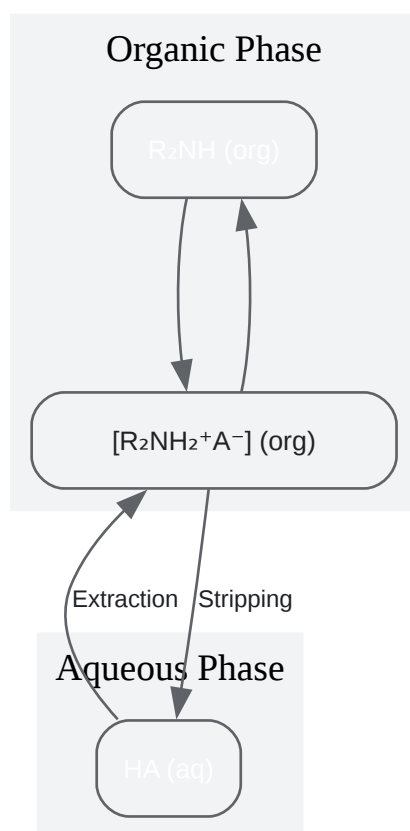 Organic Phase
R₂NH (org)
[R₂NH₂⁺A⁻] (org)
Extraction
Stripping
Aqueous Phase
HA (aq)